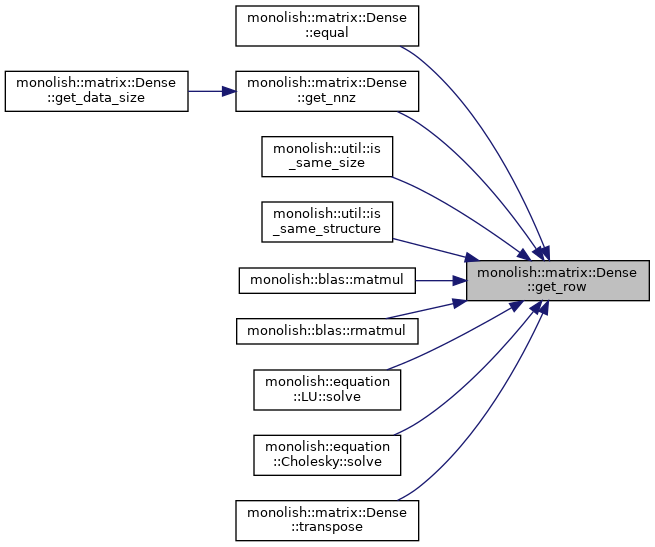 monolish::matrix::Dense
::equal
monolish::matrix::Dense
::get_data_size
monolish::matrix::Dense
::get_nnz
monolish::util::is
_same_size
monolish::util::is
_same_structure
monolish::matrix::Dense
::get_row
monolish::blas::matmul
monolish::blas::rmatmul
monolish::equation
::LU::solve
monolish::equation
::Cholesky::solve
monolish::matrix::Dense
::transpose